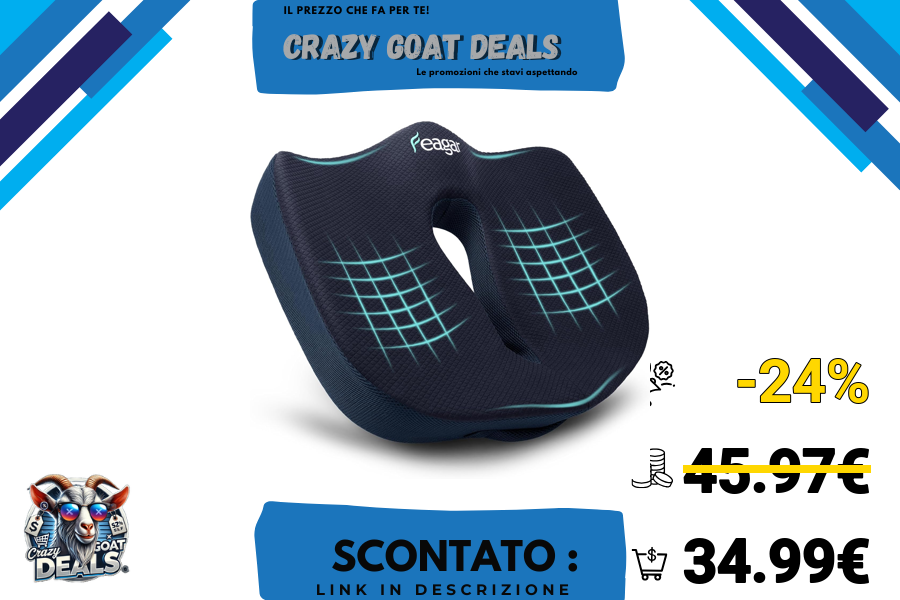 IL PREZZO CHE FA PER TE!
CRAZY GOAT DEALS
Le promozioni che stavi aspettando
Feagar
-24%
45.97€
34.99€
SCONTATO :
LINK IN DESCRIZIONE
Crazy
GOAT
DEALS